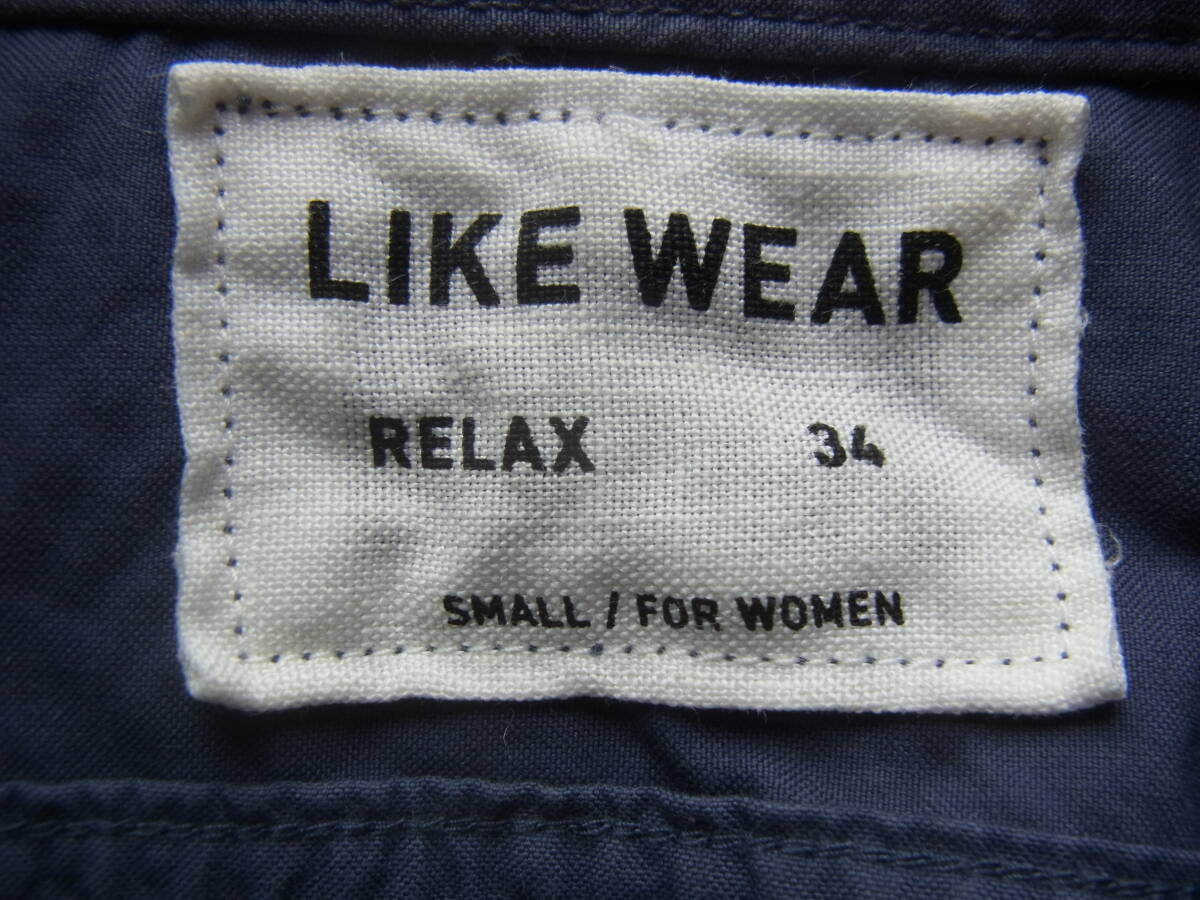 LIKE WEAR
RELAX 34
SMALL / FOR WOMEN